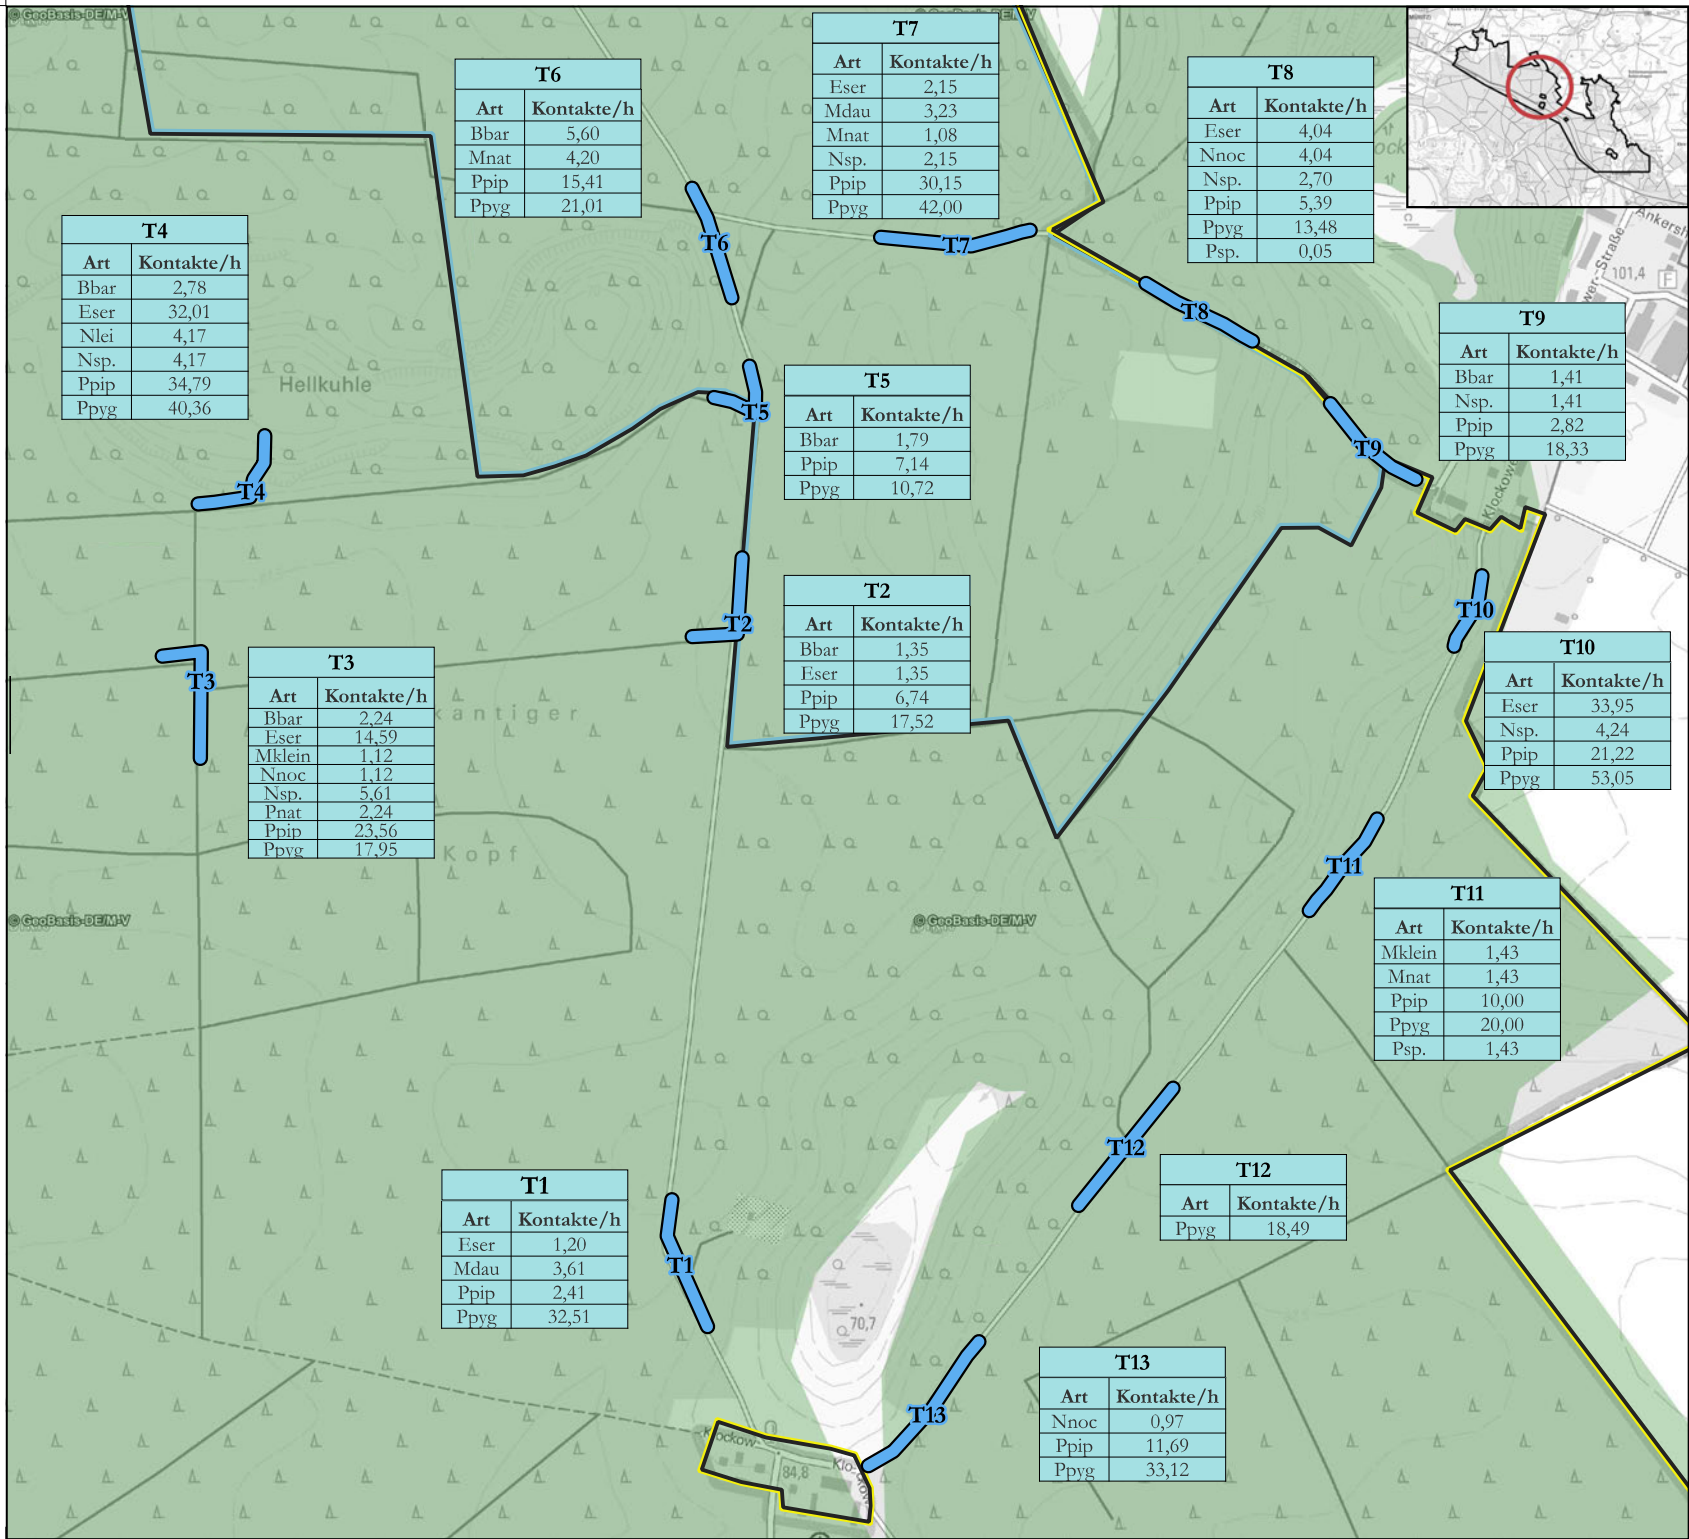 © GeoBasis-DE/M-V
T7
Art Kontakte/h
Eser 2,15
Mdau 3,23
Mnat 1,08
Nsp. 2,15
Ppip 30,15
Ppyg 42,00
T6
Art Kontakte/h
Bbar 5,60
Mnat 4,20
Ppip 15,41
Ppyg 21,01
T8
Art Kontakte/h
Eser 4,04
Nnoc 4,04
Nsp. 2,70
Ppip 5,39
Ppyg 13,48
Psp. 0,05
T4
Art Kontakte/h
Bbar 2,78
Eser 32,01
Nlei 4,17
Nsp. 4,17
Ppip 34,79
Ppyg 40,36
T6
T7
T8
101,4
F
T9
Art Kontakte/h
Bbar 1,41
Nsp. 1,41
Ppip 2,82
Ppyg 18,33
Hellkuhle
T5
T5
Art Kontakte/h
Bbar 1,79
Ppip 7,14
Ppyg 10,72
T9
T4
T2
T2
Art Kontakte/h
Bbar 1,35
Eser 1,35
Ppip 6,74
Ppyg 17,52
T10
T10
Art Kontakte/h
Eser 33,95
Nsp. 4,24
Ppip 21,22
Ppyg 53,05
T3
T3
Art Kontakte/h
Bbar 2,24
Eser 14,59
Mklein 1,12
Nnoc 1,12
Nsp. 5,61
Pnat 2,24
Ppip 23,56
Ppyg 17,95
kantiger
Kopf
T11
T11
Art Kontakte/h
Mklein 1,43
Mnat 1,43
Ppip 10,00
Ppyg 20,00
Psp. 1,43
© GeoBasis-DE/M-V
© GeoBasis-DE/M-V
T12
T12
Art Kontakte/h
Ppyg 18,49
T1
Art Kontakte/h
Eser 1,20
Mdau 3,61
Ppip 2,41
Ppyg 32,51
T1
70,7
T13
T13
Art Kontakte/h
Nnoc 0,97
Ppip 11,69
Ppyg 33,12
Klockow
84,8